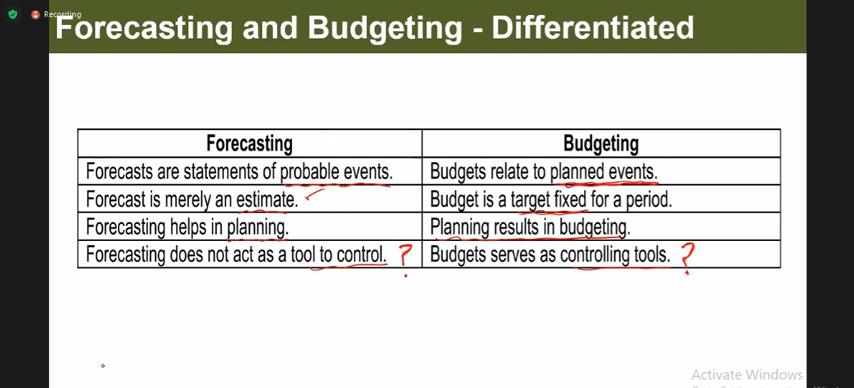 Recording
Forecasting and Budgeting - Differentiated
Forecasting Budgeting
Forecasts are statements of probable events. Budgets relate to planned events.
Forecast is merely an estimate. Budget is a target fixed for a period.
Forecasting helps in planning. Planning results in budgeting.
Forecasting does not act as a tool to control. ? Budgets serves as controlling tools. ?
Activate Windows